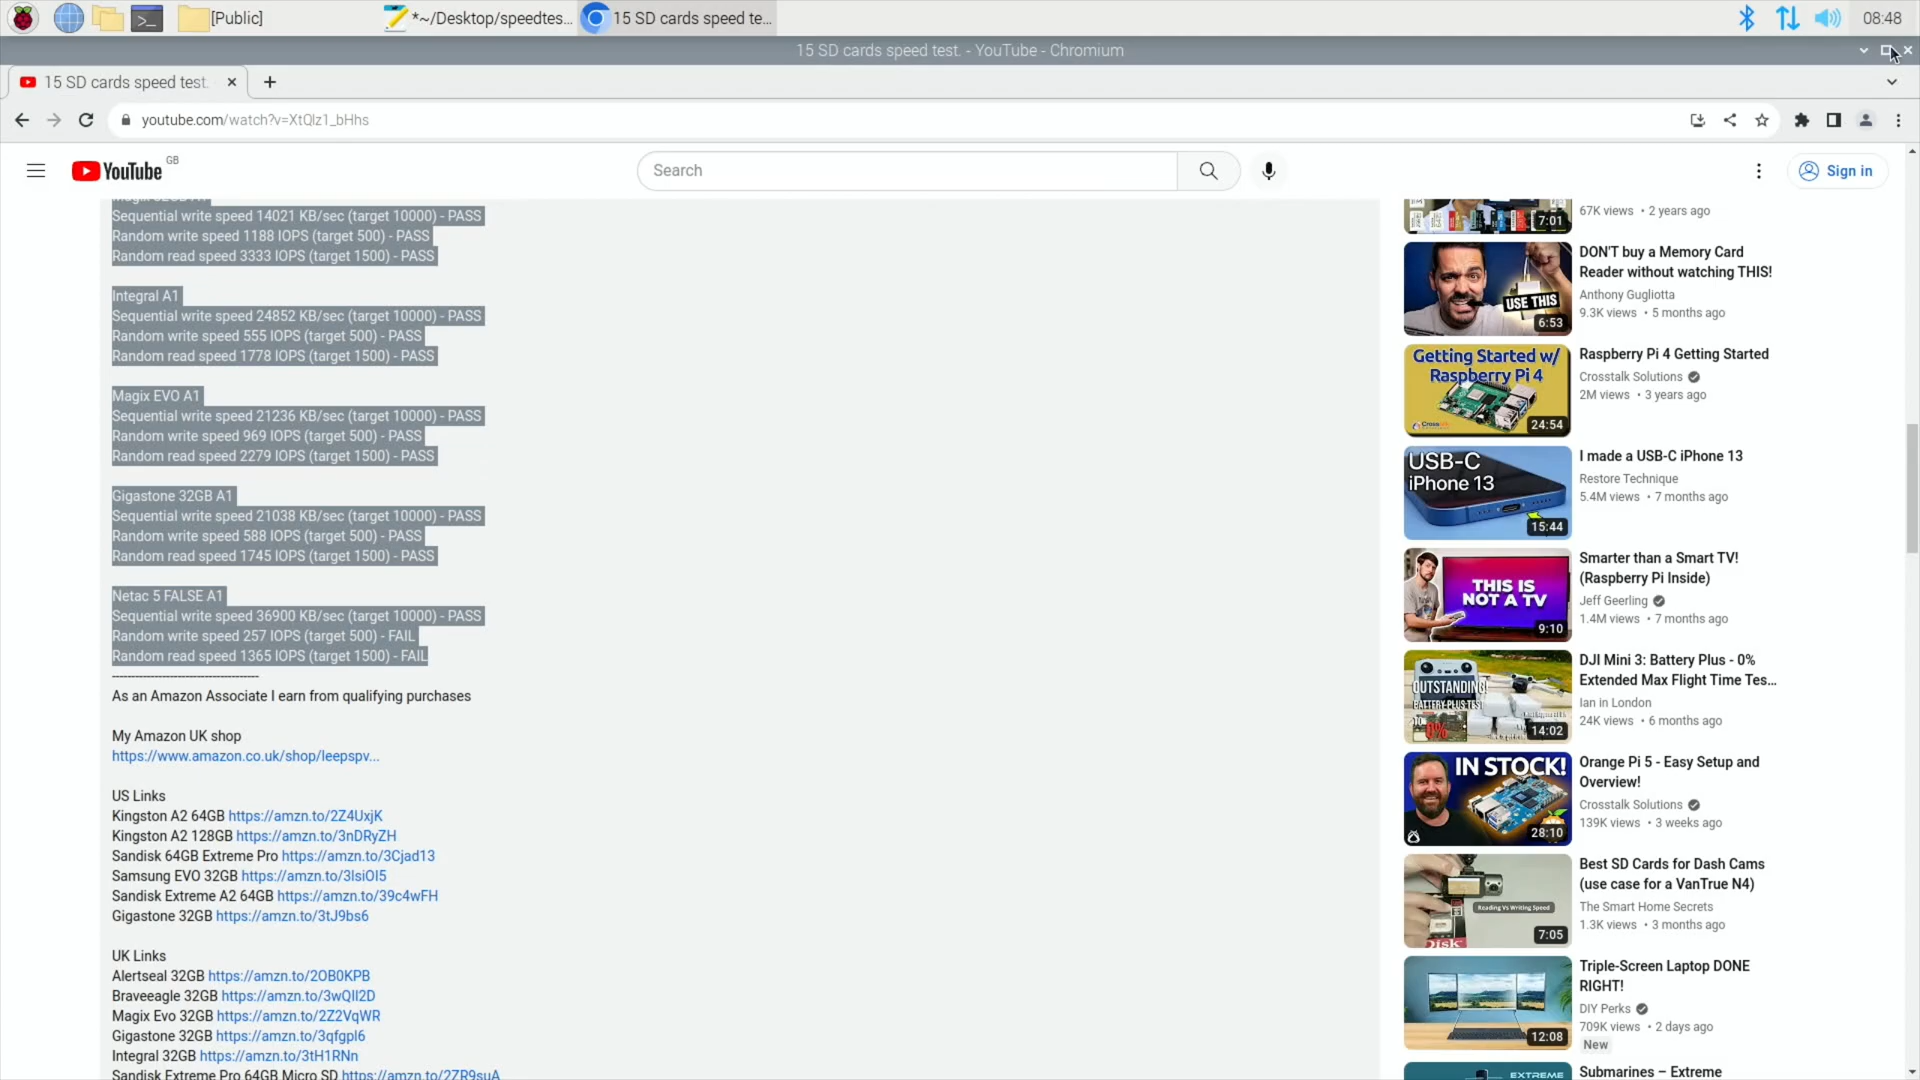 [Public]
*~/Desktop/speedtes...
15 SD cards speed te...
08:48
15 SD cards speed test. - YouTube - Chromium
15 SD cards speed test.
youtube.com/watch?v=XtQlz1_bHhs
YouTube GB
Search
Sign in
Sequential write speed 14021 KB/sec (target 10000) - PASS
Random write speed 1188 IOPS (target 500) - PASS
Random read speed 3333 IOPS (target 1500) - PASS
Integral A1
Sequential write speed 24852 KB/sec (target 10000) - PASS
Random write speed 555 IOPS (target 500) - PASS
Random read speed 1778 IOPS (target 1500) - PASS
Magix EVO A1
Sequential write speed 21236 KB/sec (target 10000) - PASS
Random write speed 969 IOPS (target 500) - PASS
Random read speed 2279 IOPS (target 1500) - PASS
Gigastone 32GB A1
Sequential write speed 21038 KB/sec (target 10000) - PASS
Random write speed 588 IOPS (target 500) - PASS
Random read speed 1745 IOPS (target 1500) - PASS
Netac 5 FALSE A1
Sequential write speed 36900 KB/sec (target 10000) - PASS
Random write speed 257 IOPS (target 500) - FAIL
Random read speed 1365 IOPS (target 1500) - FAIL
------------------------------------
As an Amazon Associate I earn from qualifying purchases
My Amazon UK shop
https://www.amazon.co.uk/shop/leepspv...
US Links
Kingston A2 64GB https://amzn.to/2Z4UxjK
Kingston A2 128GB https://amzn.to/3nDRyZH
Sandisk 64GB Extreme Pro https://amzn.to/3Cjad13
Samsung EVO 32GB https://amzn.to/3lsiOI5
Sandisk Extreme A2 64GB https://amzn.to/39c4wFH
Gigastone 32GB https://amzn.to/3tJ9bs6
UK Links
Alertseal 32GB https://amzn.to/2OB0KPB
Braveeagle 32GB https://amzn.to/3wQlI2D
Magix Evo 32GB https://amzn.to/2Z2VqWR
Gigastone 32GB https://amzn.to/3qfgpl6
Integral 32GB https://amzn.to/3tH1RNn
Sandisk Extreme Pro 64GB Micro SD https://amzn.to/2ZR9suA
7:01
67K views • 2 years ago
USE THIS
6:53
DON'T buy a Memory Card
Reader without watching THIS!
Anthony Gugliotta
9.3K views • 5 months ago
Getting Started w/
Raspberry Pi 4
24:54
Raspberry Pi 4 Getting Started
Crosstalk Solutions
2M views • 3 years ago
USB-C
iPhone 13
15:44
I made a USB-C iPhone 13
Restore Technique
5.4M views • 7 months ago
THIS IS
NOT A TV
9:10
Smarter than a Smart TV!
(Raspberry Pi Inside)
Jeff Geerling
1.4M views • 7 months ago
OUTSTANDING!
BATTERY PLUS TEST
TO
0%
14:02
DJI Mini 3: Battery Plus - 0%
Extended Max Flight Time Tes...
Ian in London
24K views • 6 months ago
IN STOCK!
28:10
Orange Pi 5 - Easy Setup and
Overview!
Crosstalk Solutions
139K views • 3 weeks ago
Reading Vs Writing Speed
7:05
Best SD Cards for Dash Cams
(use case for a VanTrue N4)
The Smart Home Secrets
1.3K views • 3 months ago
12:08
Triple-Screen Laptop DONE
RIGHT!
DIY Perks
709K views • 2 days ago
New
EXTREME
Submarines – Extreme